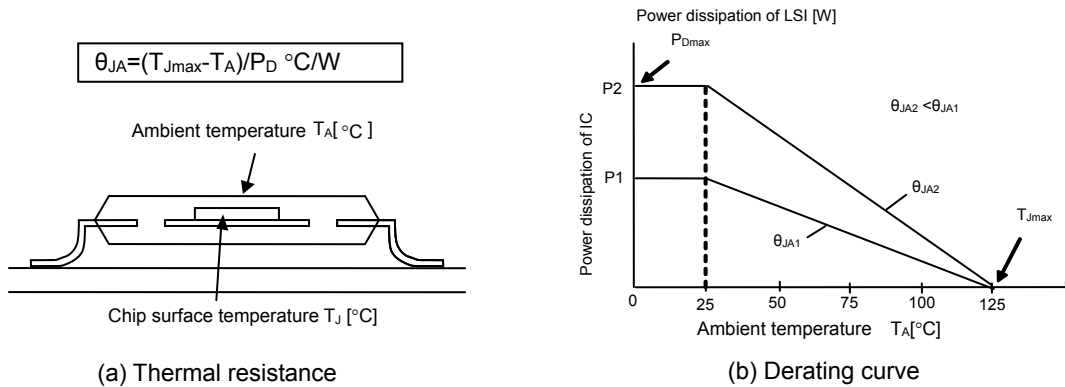 θJA=(TJmax-TA)/PD °C/W
Ambient temperature TA[ °C ]
Chip surface temperature TJ [°C]
(a) Thermal resistance
Power dissipation of LSI [W]
PDmax
P2
P1
Power dissipation of IC
θJA2 <θJA1
θJA2
θJA1
TJmax
0 25 50 75 100 125
Ambient temperature TA[°C]
(b) Derating curve